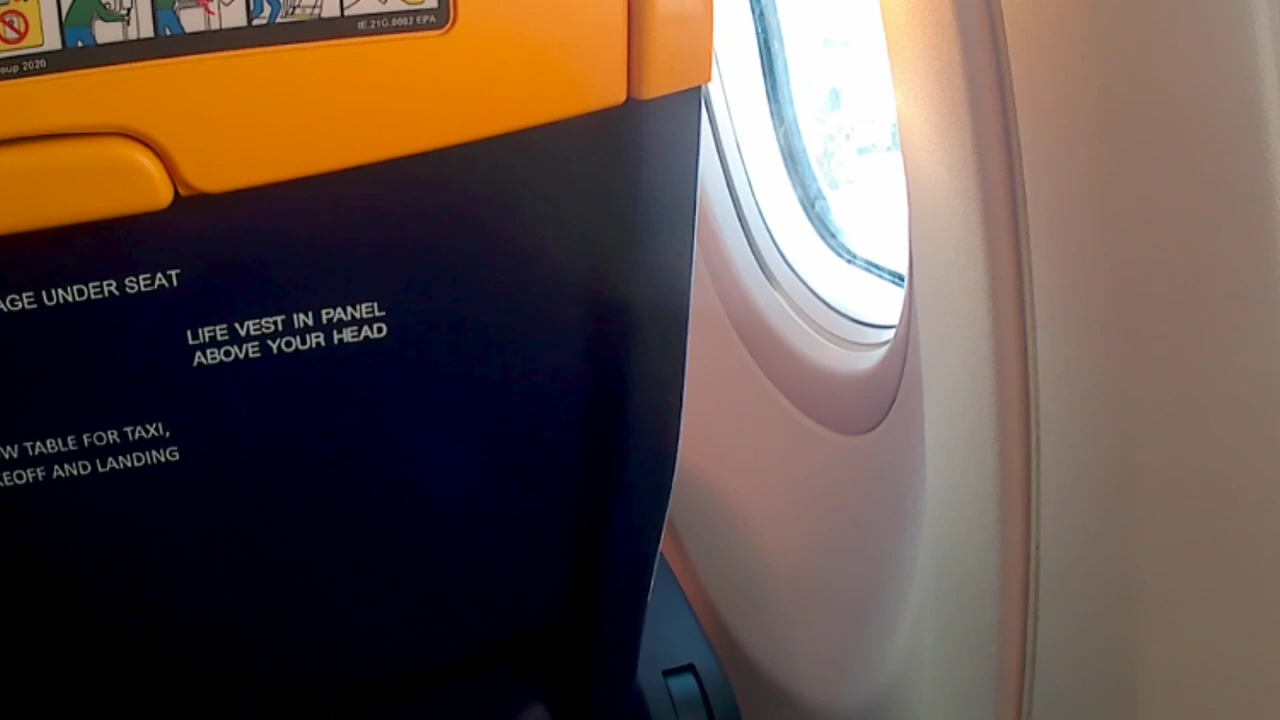 IE.21G.0002 EPA
oup 2020
AGE UNDER SEAT
LIFE VEST IN PANEL
ABOVE YOUR HEAD
W TABLE FOR TAXI,
EOFF AND LANDING